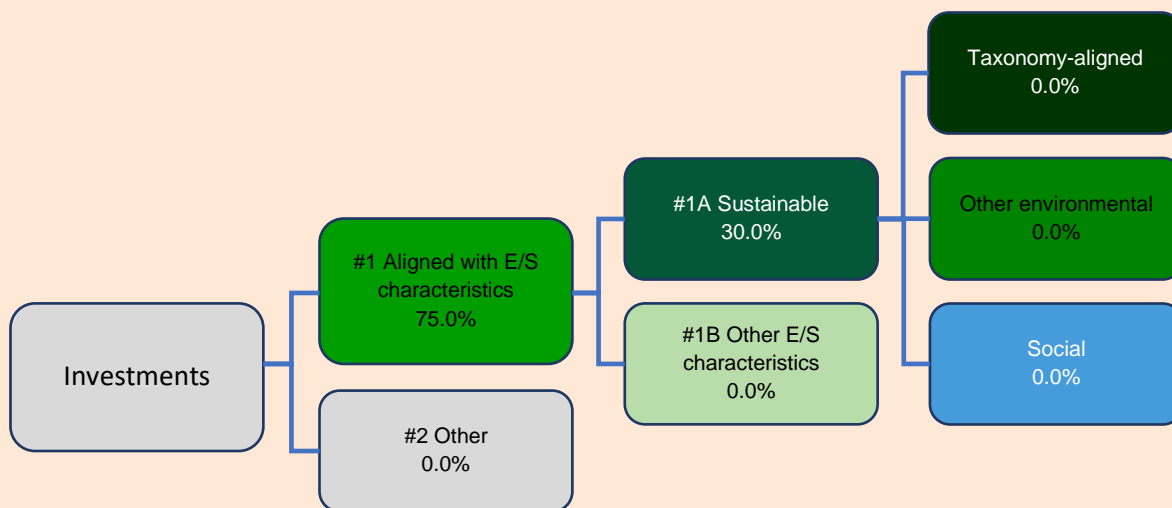 Investments
#1 Aligned with E/S
characteristics
75.0%
#2 Other
0.0%
#1A Sustainable
30.0%
#1B Other E/S
characteristics
0.0%
Taxonomy-aligned
0.0%
Other environmental
0.0%
Social
0.0%